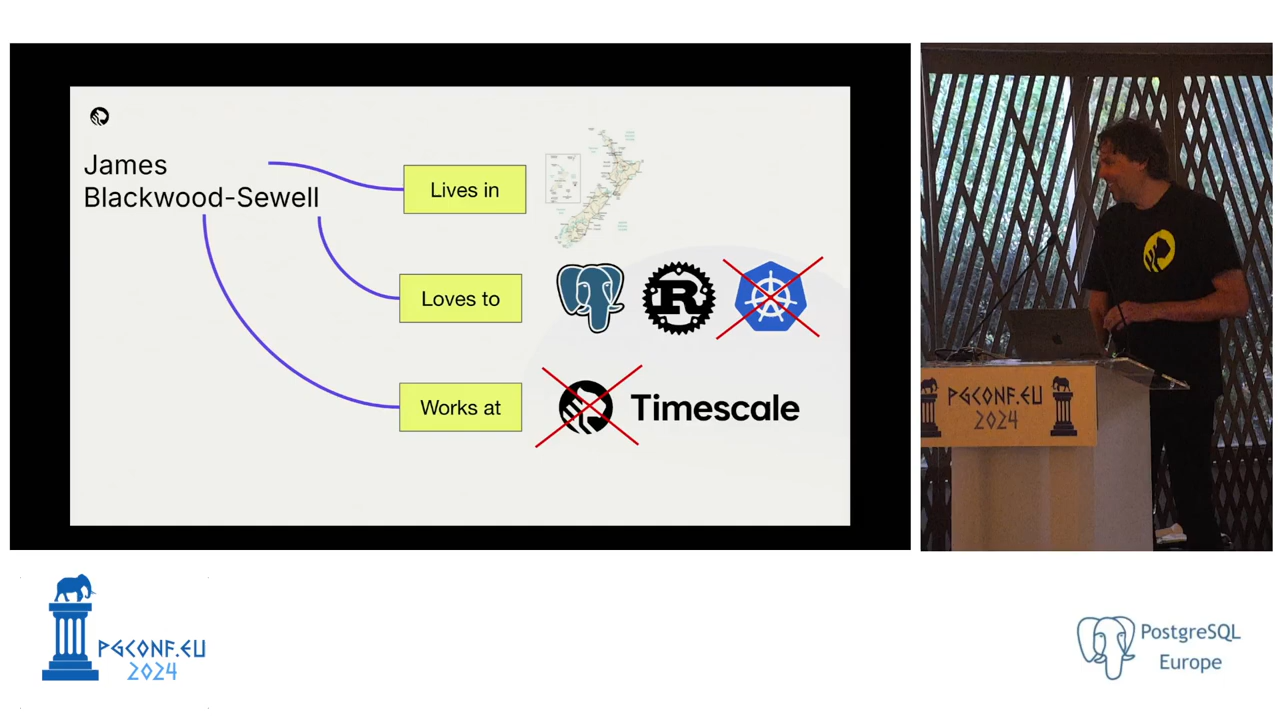 James
Blackwood-Sewell
Lives in
Loves to
Works at
R
Timescale
PGCONF.EU
2024
PGCONF.EU
2024
PostgreSQL
Europe